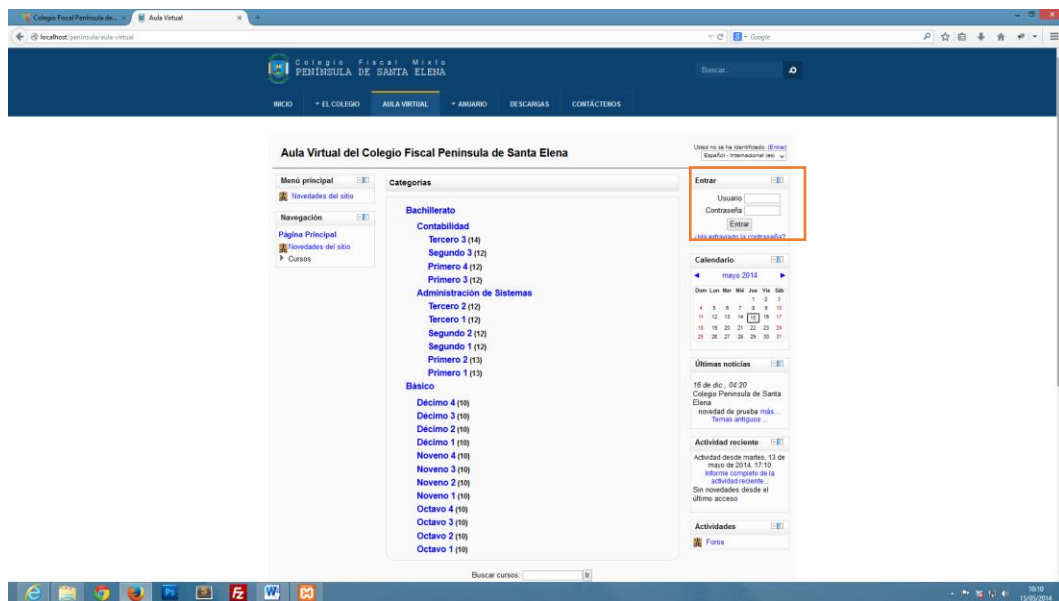 Colegio Fiscal Península de...
Aula Virtual
localhost/peninsula/aula-virtual
Google
Colegio Fiscal Mixto
PENÍNSULA DE SANTA ELENA
Buscar...
INICIO
EL COLEGIO
AULA VIRTUAL
ANUARIO
DESCARGAS
CONTÁCTENOS
Aula Virtual del Colegio Fiscal Peninsula de Santa Elena
Usted no se ha identificado. (Entrar)
Español - Internacional (es)
Menú principal
Novedades del sitio
Navegación
Página Principal
Novedades del sitio
Cursos
Categorías
Bachillerato
Contabilidad
Tercero 3 (14)
Segundo 3 (12)
Primero 4 (12)
Primero 3 (12)
Administración de Sistemas
Tercero 2 (12)
Tercero 1 (12)
Segundo 2 (12)
Segundo 1 (12)
Primero 2 (13)
Primero 1 (13)
Básico
Décimo 4 (10)
Décimo 3 (10)
Décimo 2 (10)
Décimo 1 (10)
Noveno 4 (10)
Noveno 3 (10)
Noveno 2 (10)
Noveno 1 (10)
Octavo 4 (10)
Octavo 3 (10)
Octavo 2 (10)
Octavo 1 (10)
Buscar cursos:
Ir
Entrar
Usuario
Contraseña
Entrar
¿Ha extraviado la contraseña?
Calendario
mayo 2014
Dom Lun Mar Mié Jue Vie Sáb
1 2 3
4 5 6 7 8 9 10
11 12 13 14 15 16 17
18 19 20 21 22 23 24
25 26 27 28 29 30 31
Últimas noticias
16 de dic., 04:20
Colegio Peninsula de Santa
Elena
novedad de prueba más...
Temas antiguos ...
Actividad reciente
Actividad desde martes, 13 de
mayo de 2014, 17:10
Informe completo de la
actividad reciente...
Sin novedades desde el
último acceso
Actividades
Foros
10:10
15/05/2014